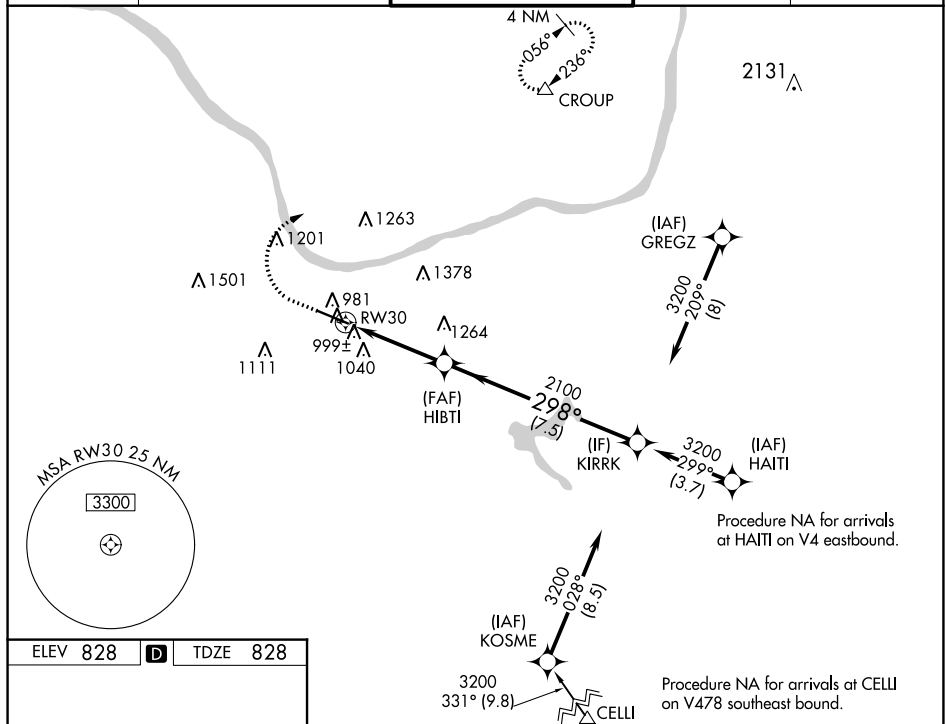 4 NM
056°
236°
CROUP
2131
1263
1201
(IAF)
GREGZ
1501
1378
3200
209°
(8)
981
RW30
1264
999±
1111
1040
(FAF)
HIBTI
2100
298°
(7.5)
(IF)
KIRRK
3200
299°
(3.7)
(IAF)
HAITI
MSA RW30 25 NM
3300
Procedure NA for arrivals
at HAITI on V4 eastbound.
3200
028°
(8.5)
(IAF)
KOSME
ELEV 828 D TDZE 828
3200
331° (9.8)
CELLI
Procedure NA for arrivals at CELLI
on V478 southeast bound.